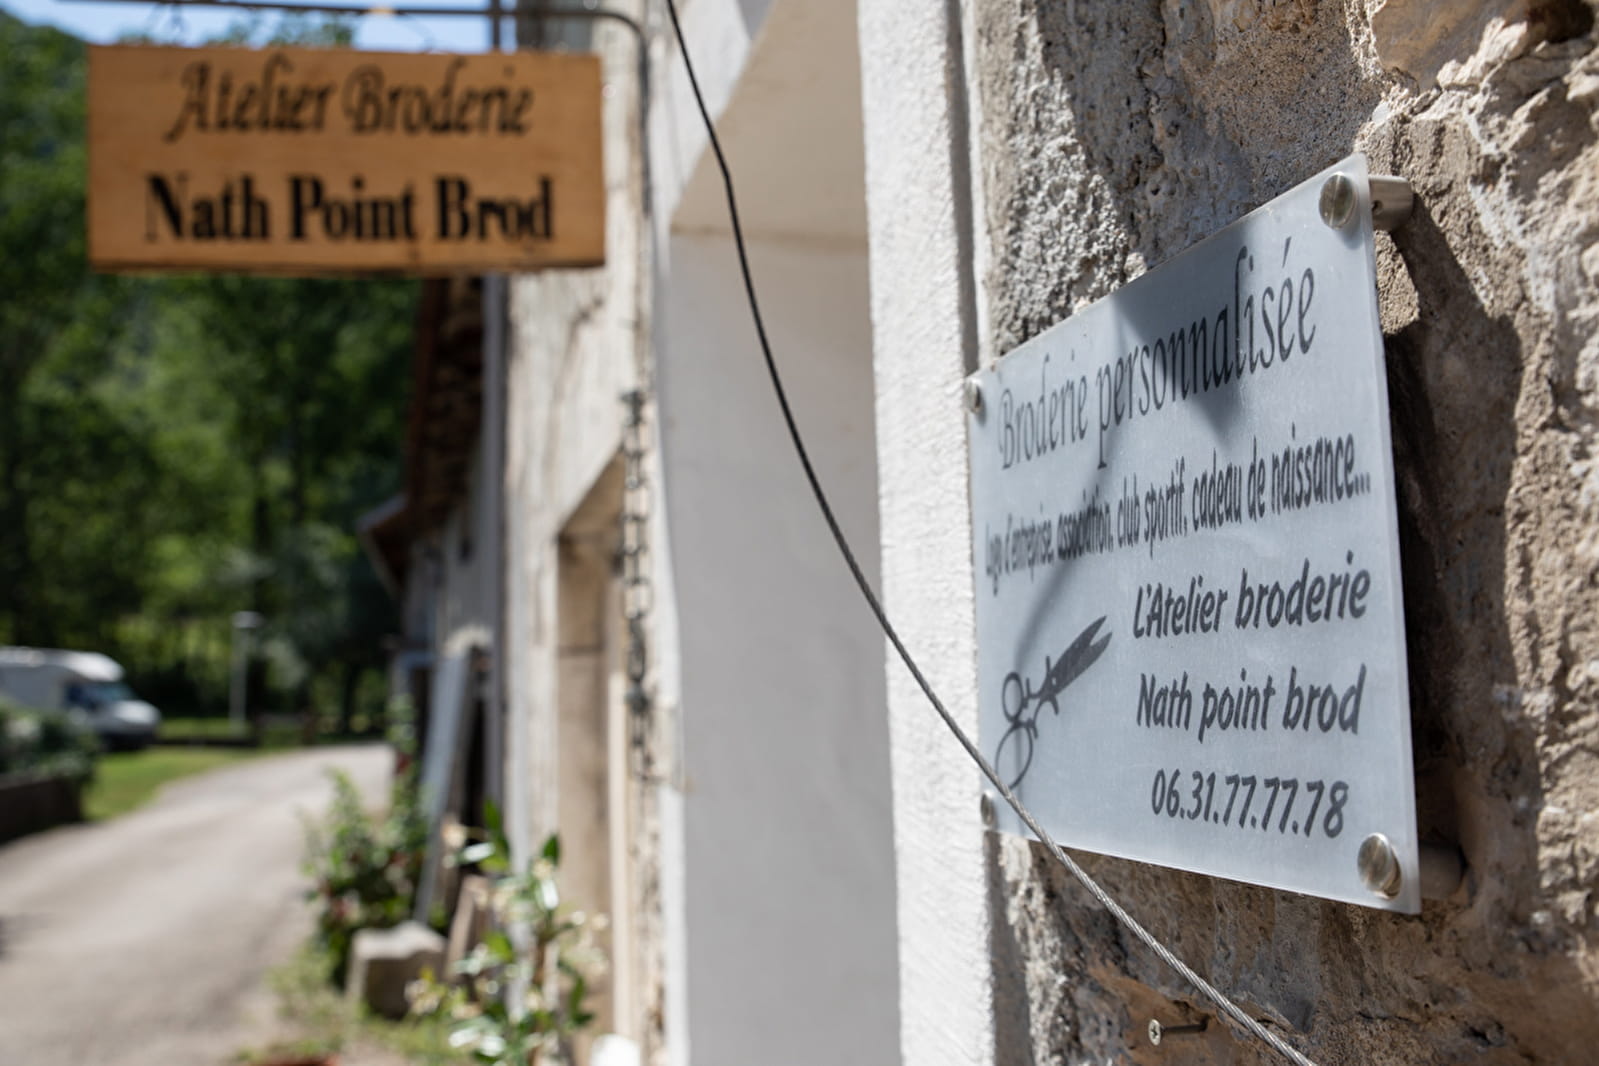 Atelier Broderie
Nath Point Brod
Broderie personnalisée
Logo d'entreprise, association, club sportif, cadeau de naissance...
L'Atelier broderie
Nath point brod
06.31.77.77.78